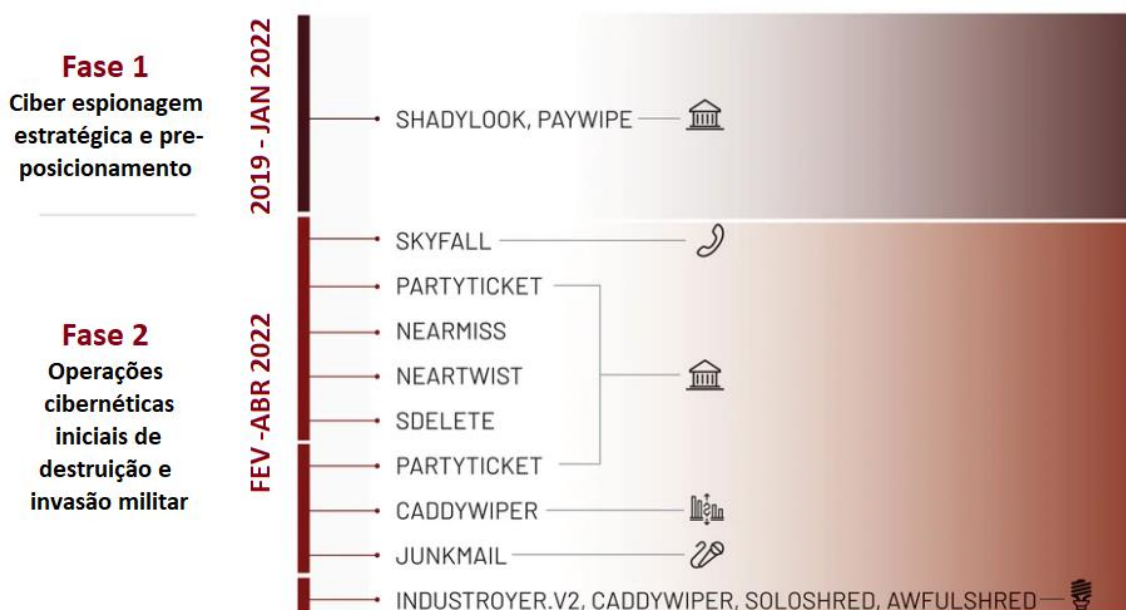 Fase 1
Ciber espionagem
estratégica e pre-
posicionamento
2019 - JAN 2022
SHADYLOOK, PAYWIPE
Fase 2
Operações
cibernéticas
iniciais de
destruição e
invasão militar
FEV -ABR 2022
SKYFALL
PARTYTICKET
NEARMISS
NEARTWIST
SDELETE
PARTYTICKET
CADDYWIPER
JUNKMAIL
INDUSTROYER.V2, CADDYWIPER, SOLOSHRED, AWFULSHRED